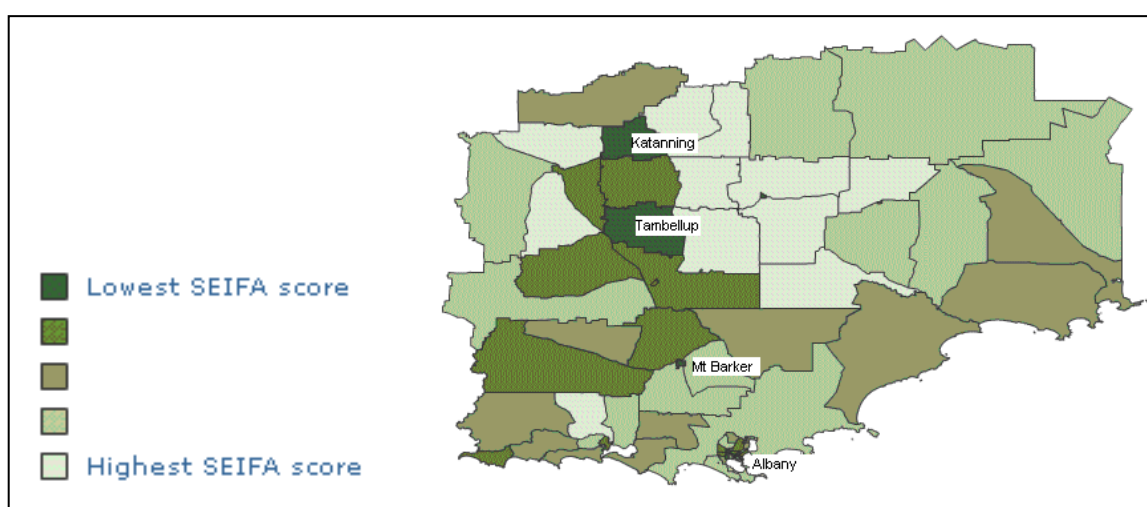 Katanning
Tambellup
Lowest SEIFA score
Mt Barker
Highest SEIFA score
Albany